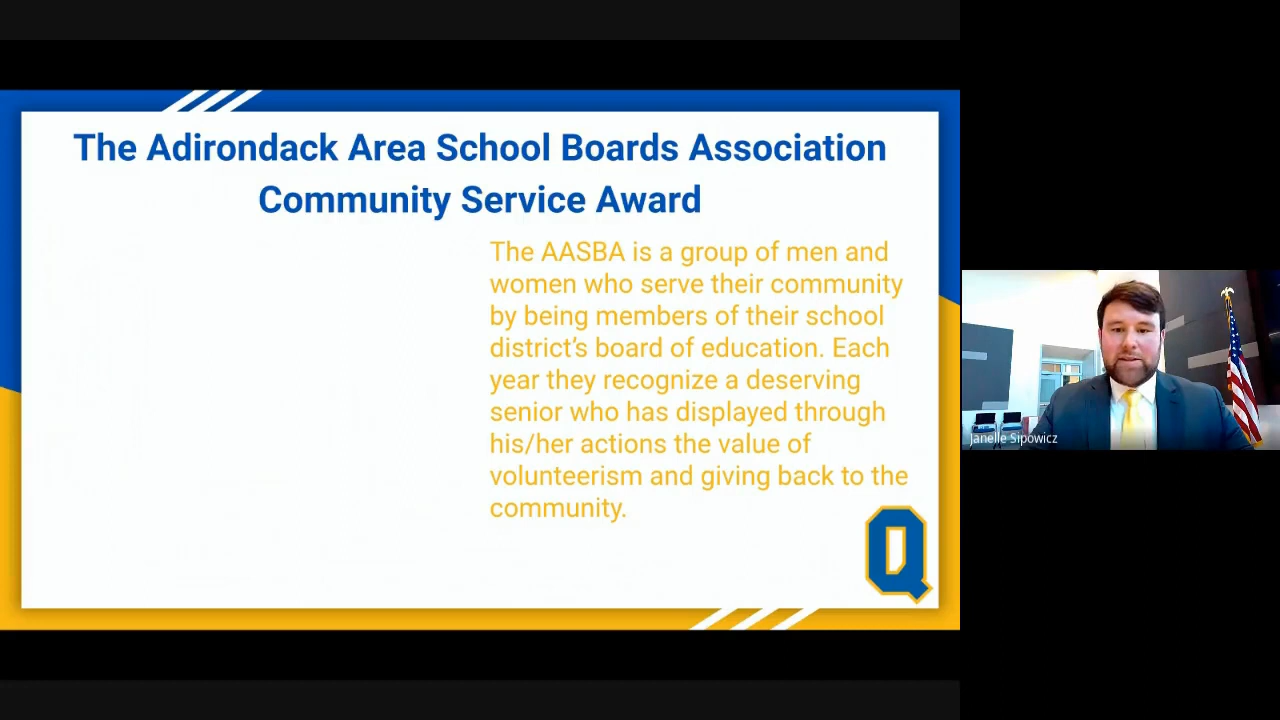 The Adirondack Area School Boards Association
Community Service Award
The AASBA is a group of men and
women who serve their community
by being members of their school
district's board of education. Each
year they recognize a deserving
senior who has displayed through
his/her actions the value of
volunteerism and giving back to the
community.
Q
Janelle Sipowicz